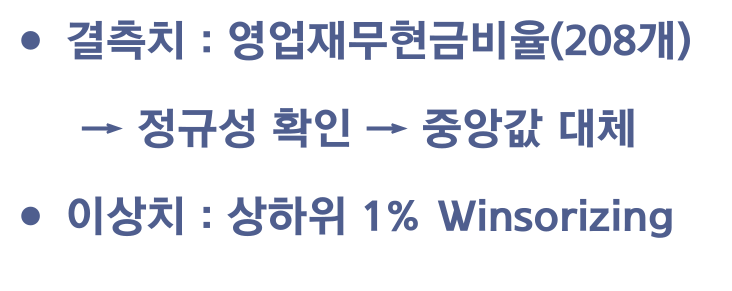 • 결측치 : 영업재무현금비율(208개)
→ 정규성 확인 → 중앙값 대체
• 이상치 : 상하위 1% Winsorizing